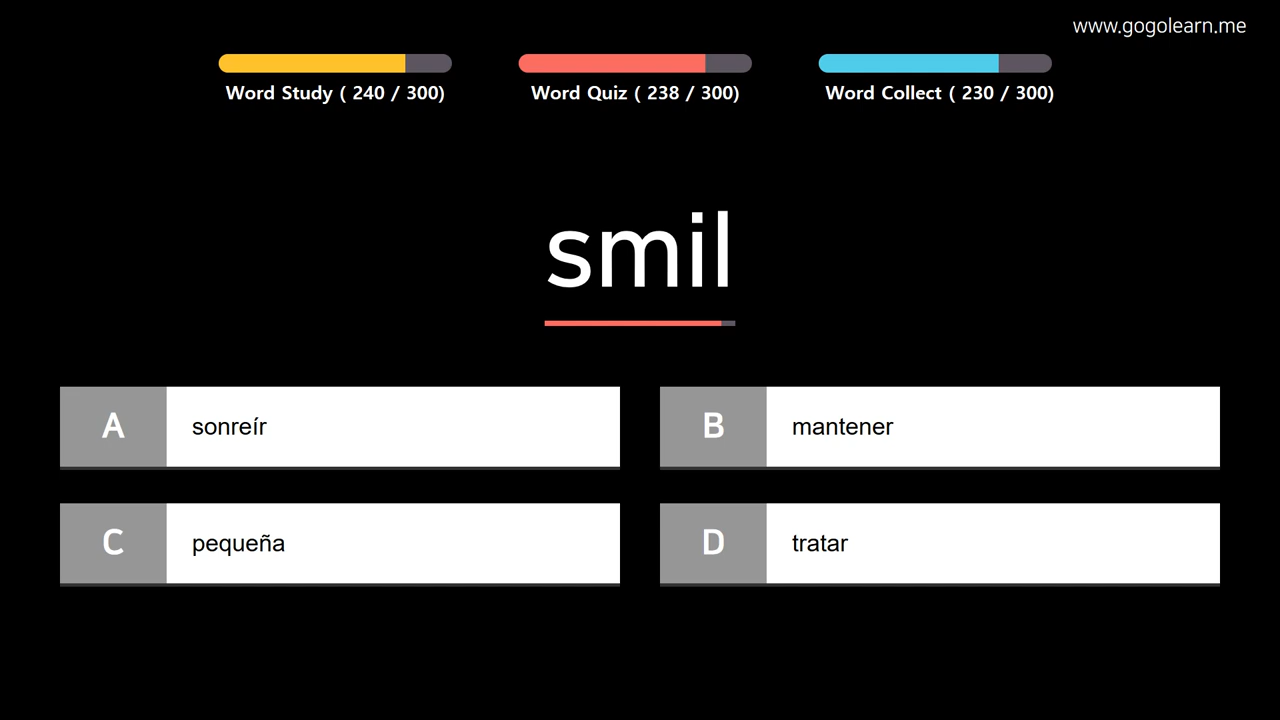 www.gogolearn.me
Word Study ( 240 / 300)
Word Quiz ( 238 / 300)
Word Collect ( 230 / 300)
smil
A sonreír
B mantener
C pequeña
D tratar